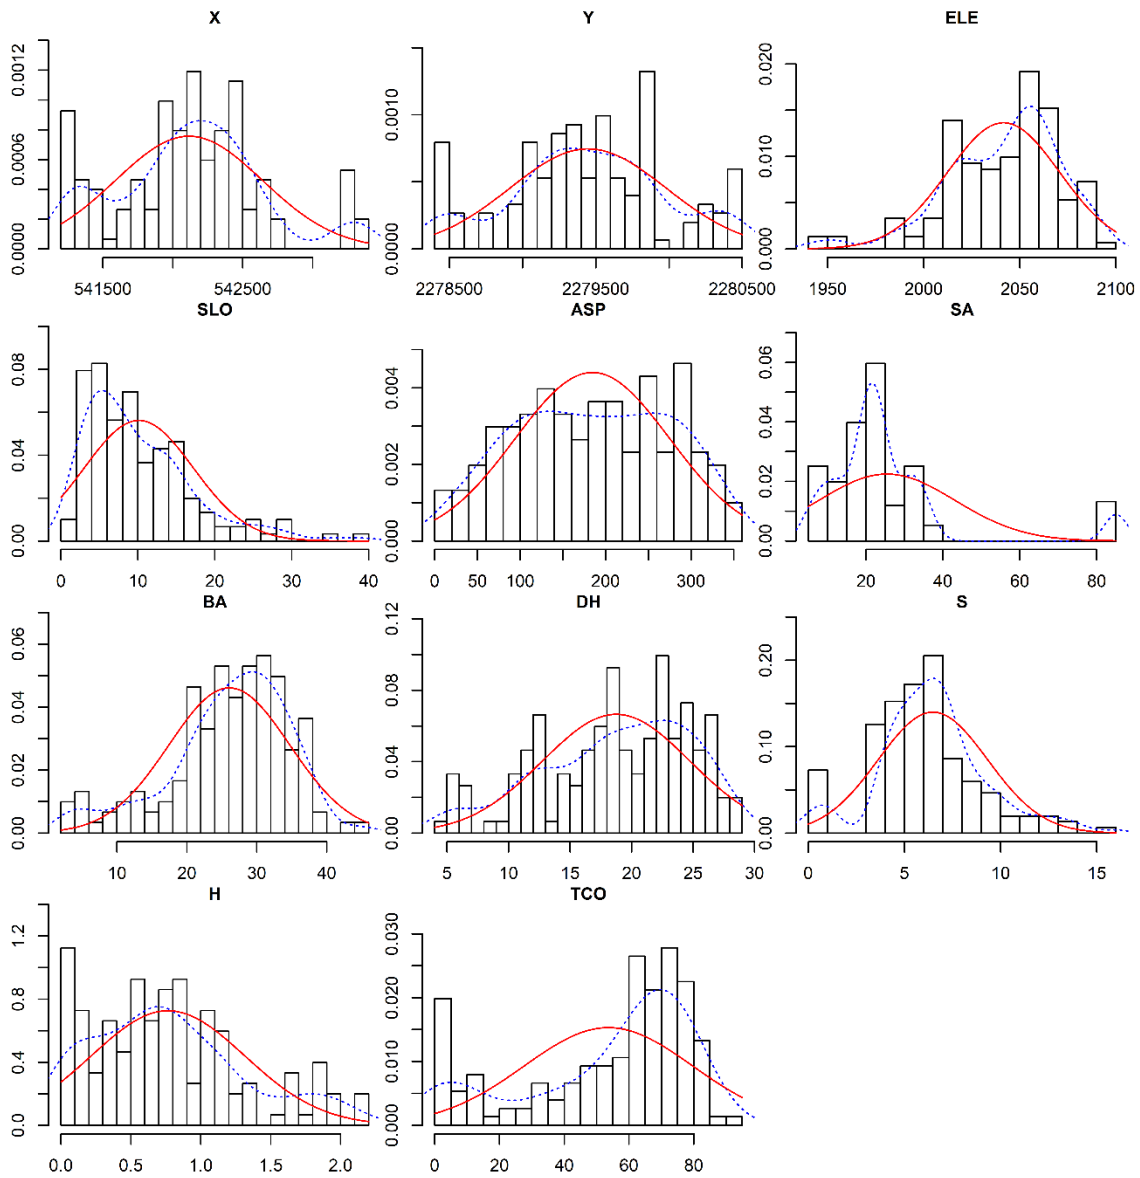 X
Y
ELE
0.0000 0.0006 0.0012
541500 542500
0.0000 0.0010
2278500 2279500 2280500
0.000 0.010 0.020
1950 2000 2050 2100
SLO
ASP
SA
0.00 0.04 0.08
0 10 20 30 40
0.000 0.002 0.004
0 50 100 200 300
0.00 0.02 0.04 0.06
20 40 60 80
BA
DH
S
0.00 0.02 0.04 0.06
10 20 30 40
0.00 0.04 0.08 0.12
5 10 15 20 25 30
0.00 0.10 0.20
0 5 10 15
H
TCO
0.0 0.4 0.8 1.2
0.0 0.5 1.0 1.5 2.0
0.000 0.010 0.020 0.030
0 20 40 60 80